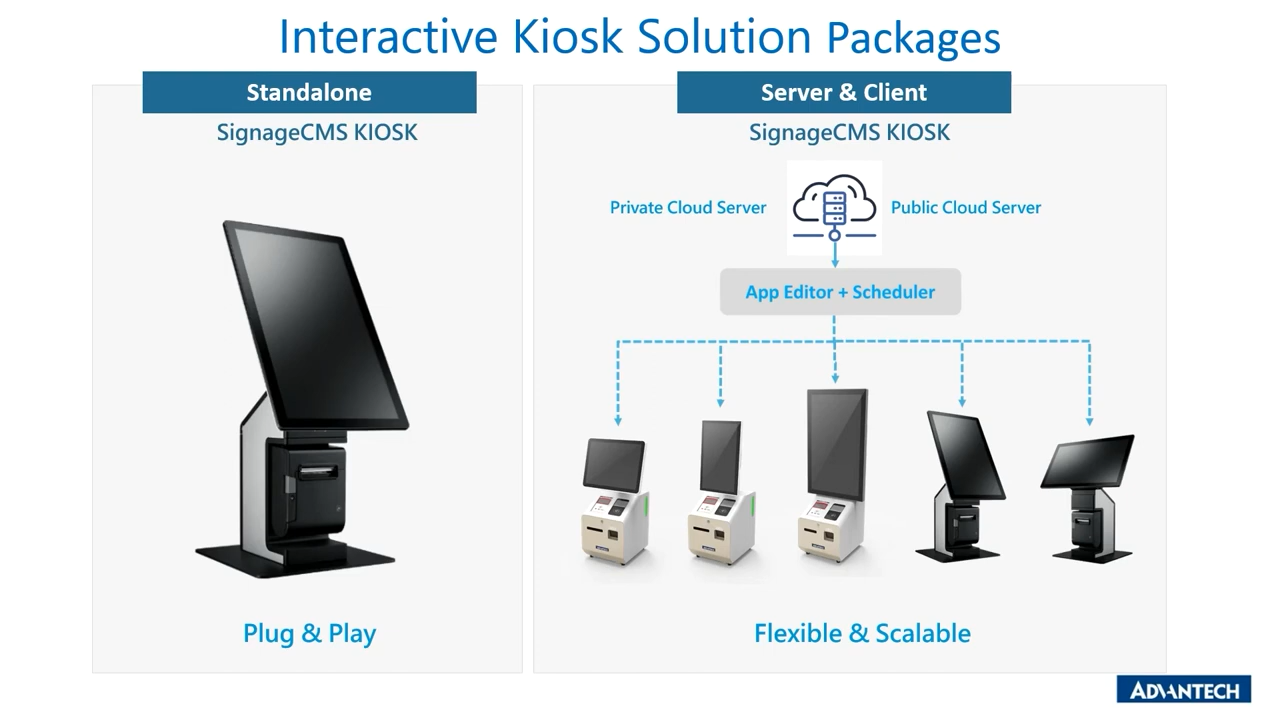 Interactive Kiosk Solution Packages
Standalone
SignageCMS KIOSK
Plug & Play
Server & Client
SignageCMS KIOSK
Private Cloud Server
Public Cloud Server
App Editor + Scheduler
Flexible & Scalable
ADVANTECH